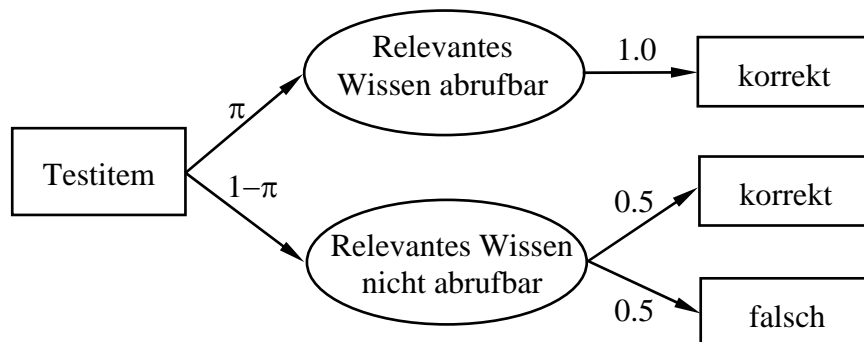 Relevantes
Wissen abrufbar
1.0
korrekt
π
Testitem
1–π
Relevantes Wissen
nicht abrufbar
0.5
korrekt
0.5
falsch